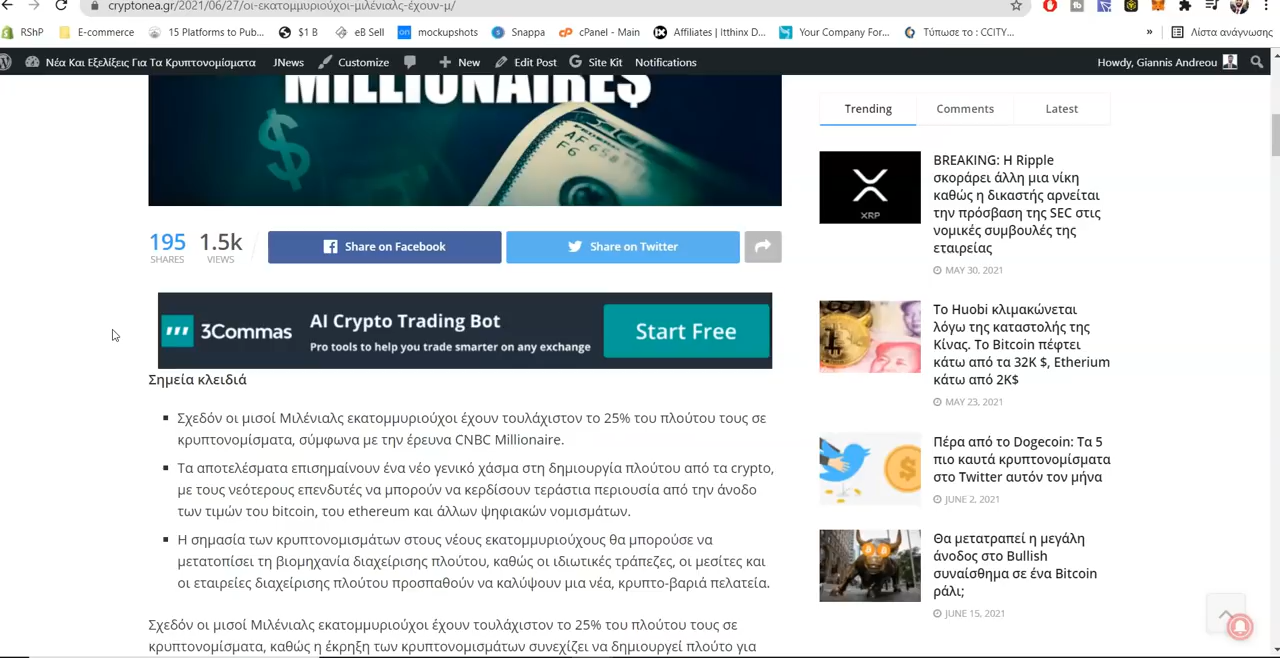 cryptonea.gr/2021/06/27/οι-εκατομμυριούχοι-μιλένιαλς-έχουν-μ/
RShP
E-commerce
15 Platforms to Pub...
$1 B
eB Sell
mockupshots
Snappa
cPanel - Main
Affiliates | Itthinx D...
Your Company For...
Τύπωσε το : CCITY...
»
Λίστα ανάγνωσης
Νέα Και Εξελίξεις Για Τα Κρυπτονομίσματα
JNews
Customize
New
Edit Post
Site Kit
Notifications
Howdy, Giannis Andreou
MILLIONAIRE$
AF 65
F6
195
SHARES
1.5k
VIEWS
Share on Facebook
Share on Twitter
3Commas
AI Crypto Trading Bot
Pro tools to help you trade smarter on any exchange
Start Free
Σημεία κλειδιά
Σχεδόν οι μισοί Μιλένιαλς εκατομμυριούχοι έχουν τουλάχιστον το 25% του πλούτου τους σε
κρυπτονομίσματα, σύμφωνα με την έρευνα CNBC Millionaire.
Τα αποτελέσματα επισημαίνουν ένα νέο γενικό χάσμα στη δημιουργία πλούτου από τα crypto,
με τους νεότερους επενδυτές να μπορούν να κερδίσουν τεράστια περιουσία από την άνοδο
των τιμών του bitcoin, του ethereum και άλλων ψηφιακών νομισμάτων.
Η σημασία των κρυπτονομισμάτων στους νέους εκατομμυριούχους θα μπορούσε να
μετατοπίσει τη βιομηχανία διαχείρισης πλούτου, καθώς οι ιδιωτικές τράπεζες, οι μεσίτες και
οι εταιρείες διαχείρισης πλούτου προσπαθούν να καλύψουν μια νέα, κρυπτο-βαριά πελατεία.
Σχεδόν οι μισοί Μιλένιαλς εκατομμυριούχοι έχουν τουλάχιστον το 25% του πλούτου τους σε
κρυπτονομίσματα, καθώς η έκρηξη των κρυπτονομισμάτων συνεχίζει να δημιουργεί πλούτο για
Trending
Comments
Latest
XRP
BREAKING: Η Ripple
σκοράρει άλλη μια νίκη
καθώς η δικαστής αρνείται
την πρόσβαση της SEC στις
νομικές συμβουλές της
εταιρείας
MAY 30, 2021
Το Huobi κλιμακώνεται
λόγω της καταστολής της
Κίνας. Το Bitcoin πέφτει
κάτω από τα 32K $, Etherium
κάτω από 2K$
MAY 23, 2021
Πέρα από το Dogecoin: Τα 5
πιο καυτά κρυπτονομίσματα
στο Twitter αυτόν τον μήνα
JUNE 2, 2021
Θα μετατραπεί η μεγάλη
άνοδος στο Bullish
συναίσθημα σε ένα Bitcoin
ράλι;
JUNE 15, 2021